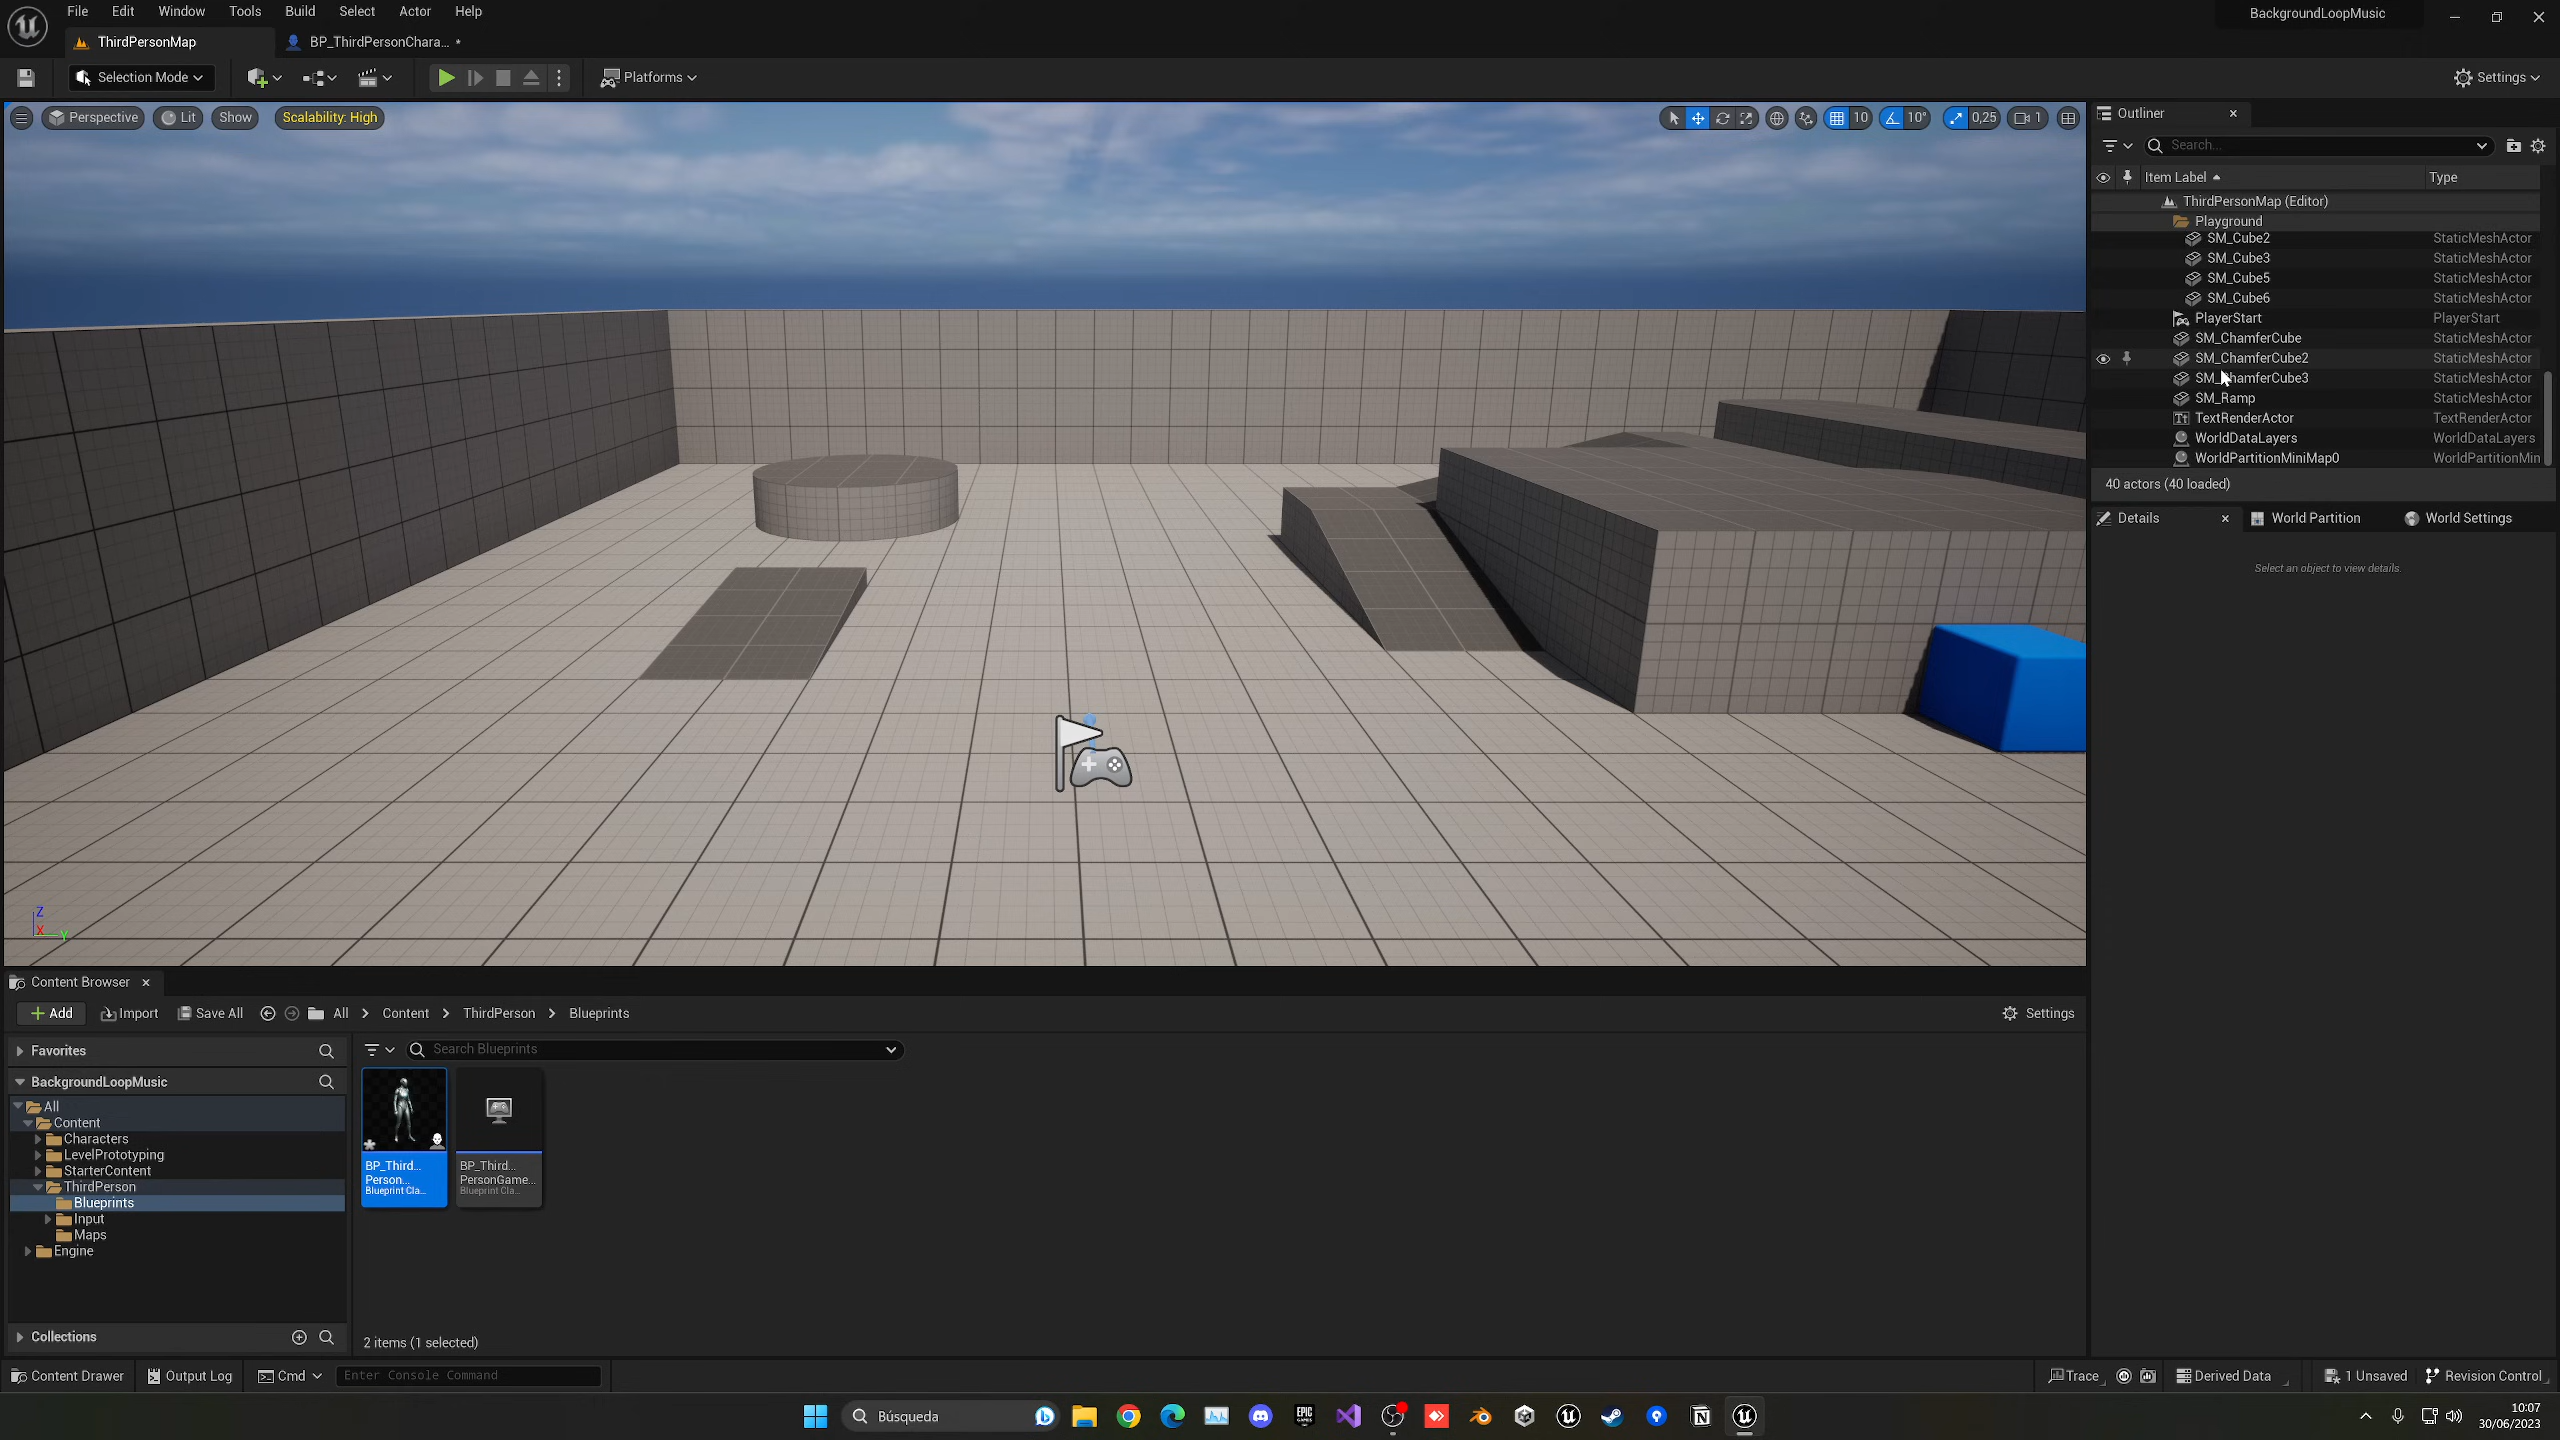 File Edit Window Tools Build Select Actor Help
BackgroundLoopMusic
ThirdPersonMap
BP_ThirdPersonChara... •
Selection Mode
Platforms
Settings
Perspective
Lit
Show
Scalability: High
10
10°
0,25
1
Outliner
Search...
Item Label
Type
ThirdPersonMap (Editor)
Playground
SM_Cube2 StaticMeshActor
SM_Cube3 StaticMeshActor
SM_Cube5 StaticMeshActor
SM_Cube6 StaticMeshActor
PlayerStart PlayerStart
SM_ChamferCube StaticMeshActor
SM_ChamferCube2 StaticMeshActor
SM_ChamferCube3 StaticMeshActor
SM_Ramp StaticMeshActor
TextRenderActor TextRenderActor
WorldDataLayers WorldDataLayers
WorldPartitionMiniMap0 WorldPartitionMin
40 actors (40 loaded)
Details
World Partition
World Settings
Select an object to view details.
Z
X
Y
Content Browser
Add
Import
Save All
All > Content > ThirdPerson > Blueprints
Settings
Favorites
Search Blueprints
BackgroundLoopMusic
All
Content
Characters
LevelPrototyping
StarterContent
ThirdPerson
Blueprints
Input
Maps
Engine
BP_Third...
Person...
Blueprint Cla...
BP_Third...
PersonGame...
Blueprint Cla...
Collections
2 items (1 selected)
Content Drawer
Output Log
Cmd
Enter Console Command
Trace
Derived Data
1 Unsaved
Revision Control
Búsqueda
EPIC
GAMES
10:07
30/06/2023